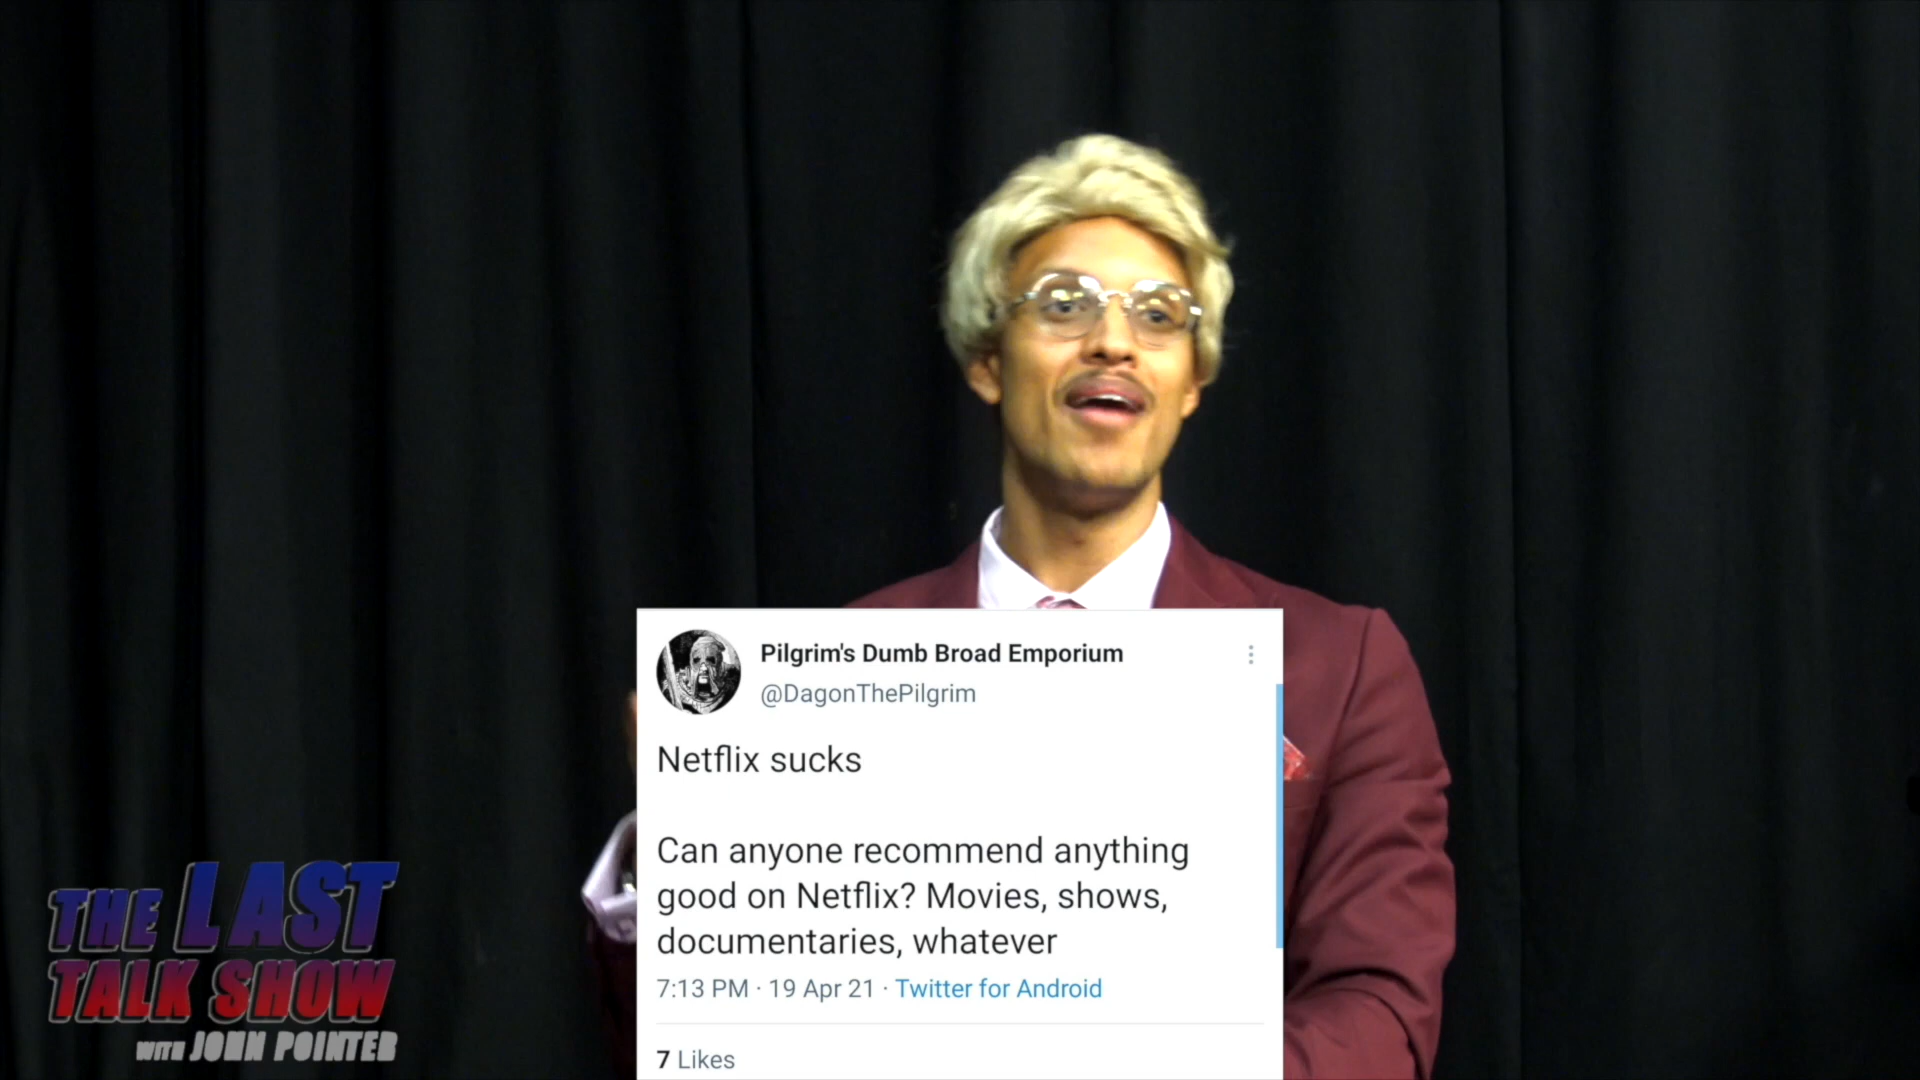 Pilgrim's Dumb Broad Emporium
@DagonThePilgrim
Netflix sucks
Can anyone recommend anything
good on Netflix? Movies, shows,
documentaries, whatever
7:13 PM · 19 Apr 21 · Twitter for Android
7 Likes
THE LAST
TALK SHOW
WITH JOHN POINTER